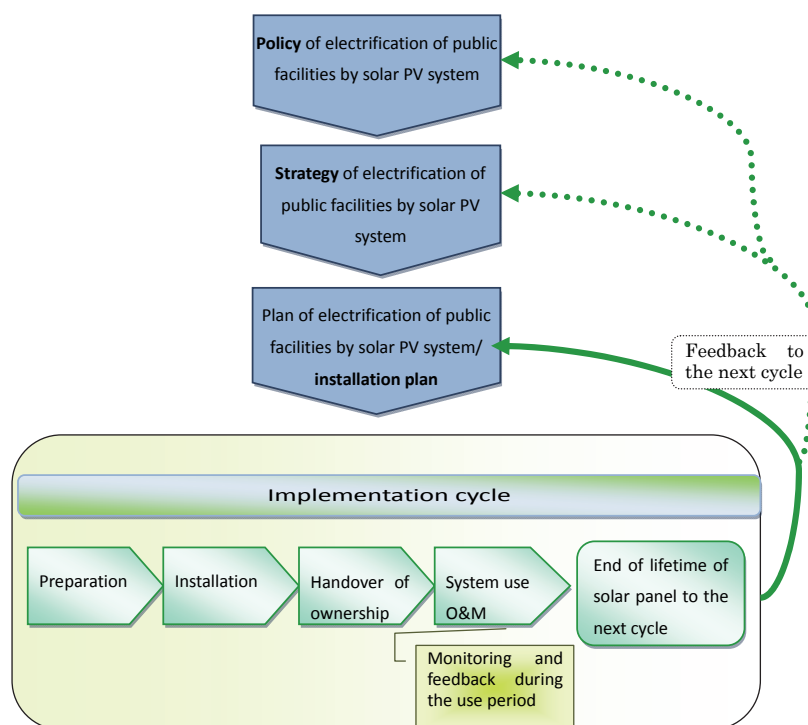 Policy of electrification of public
facilities by solar PV system
Strategy of electrification of
public facilities by solar PV
system
Plan of electrification of public
facilities by solar PV system/
installation plan
Feedback to
the next cycle
Implementation cycle
Preparation
Installation
Handover of
ownership
System use
O&M
End of lifetime of
solar panel to the
next cycle
Monitoring and
feedback during
the use period